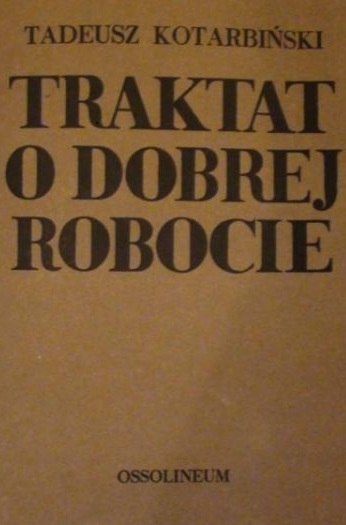 TADEUSZ KOTARBIŃSKI
TRAKTAT
O DOBREJ
ROBOCIE
OSSOLINEUM